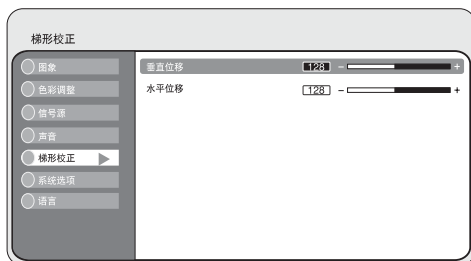 梯形校正
图象
色彩调整
信号源
声音
梯形校正
系统选项
语言
垂直位移 128 - +
水平位移 128 - +